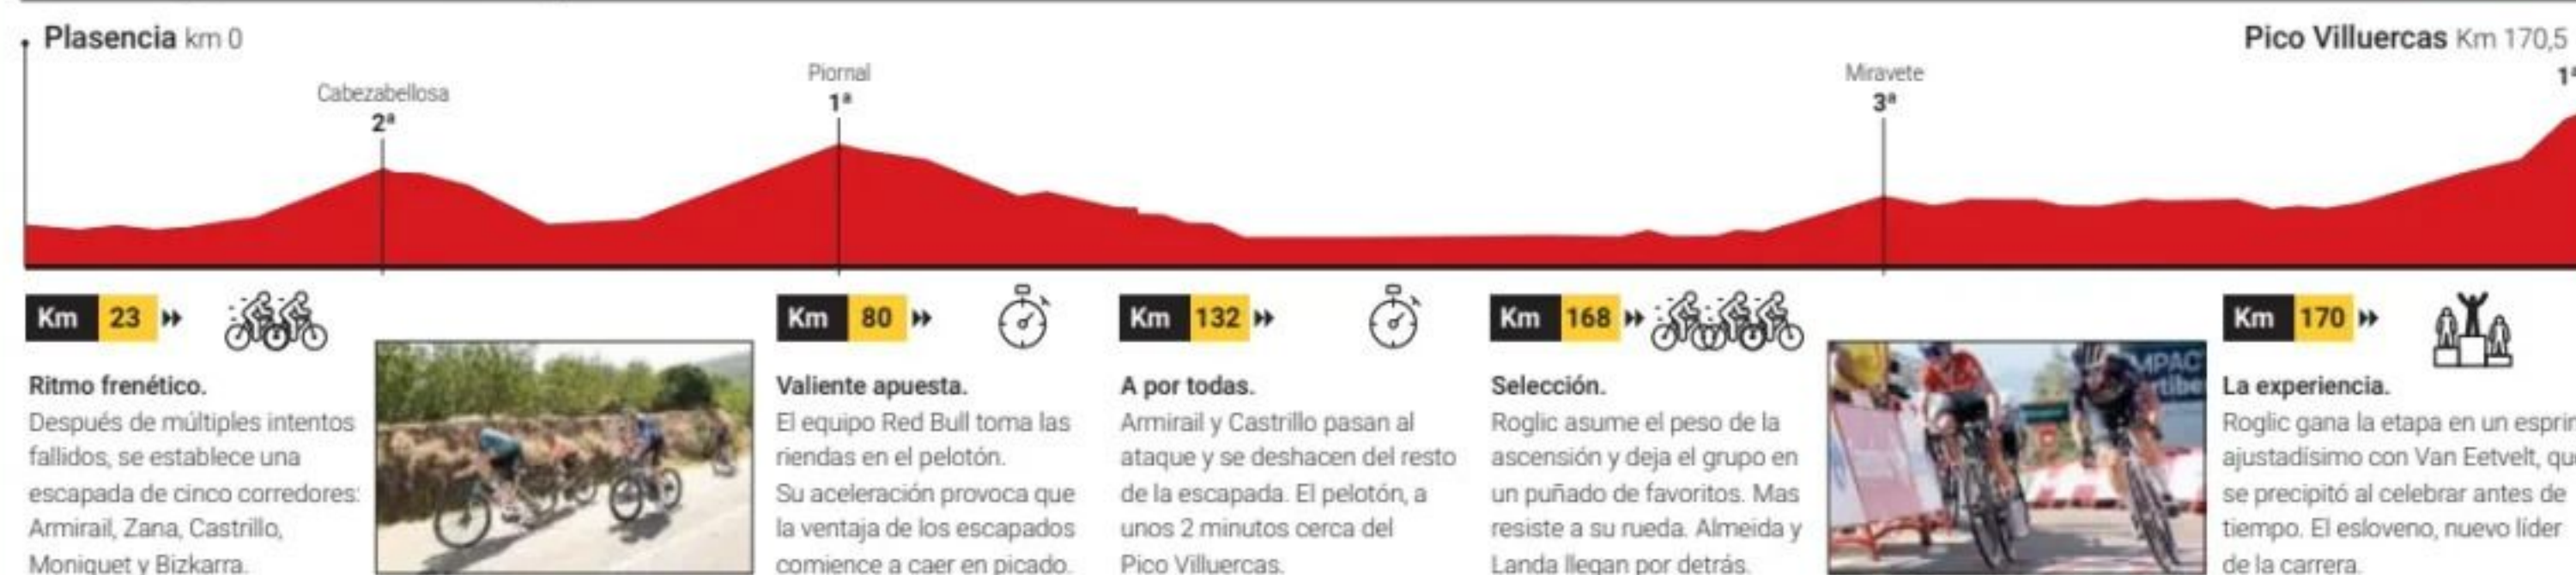 Plasencia km 0
Pico Villuercas Km 170,5
Cabezabellosa
2ª
Piornal
1ª
Miravete
3ª
1ª
Km 23
Ritmo frenético.
Después de múltiples intentos
fallidos, se establece una
escapada de cinco corredores:
Armirail, Zana, Castrillo,
Moniquet y Bizkarra.
Km 80
Valiente apuesta.
El equipo Red Bull toma las
riendas en el pelotón.
Su aceleración provoca que
la ventaja de los escapados
comience a caer en picado.
Km 132
A por todas.
Armirail y Castrillo pasan al
ataque y se deshacen del resto
de la escapada. El pelotón, a
unos 2 minutos cerca del
Pico Villuercas.
Km 168
Selección.
Roglic asume el peso de la
ascensión y deja el grupo en
un puñado de favoritos. Mas
resiste a su rueda. Almeida y
Landa llegan por detrás.
Km 170
La experiencia.
Roglic gana la etapa en un esprin
ajustadísimo con Van Eetvelt, que
se precipitó al celebrar antes de
tiempo. El esloveno, nuevo líder
de la carrera.